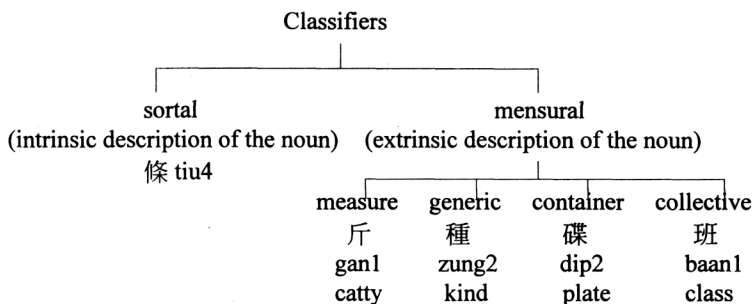 Classifiers
sortal mensural
(intrinsic description of the noun) (extrinsic description of the noun)
條 tiu4
measure generic container collective
斤 種 碟 班
gan1 zung2 dip2 baan1
catty kind plate class